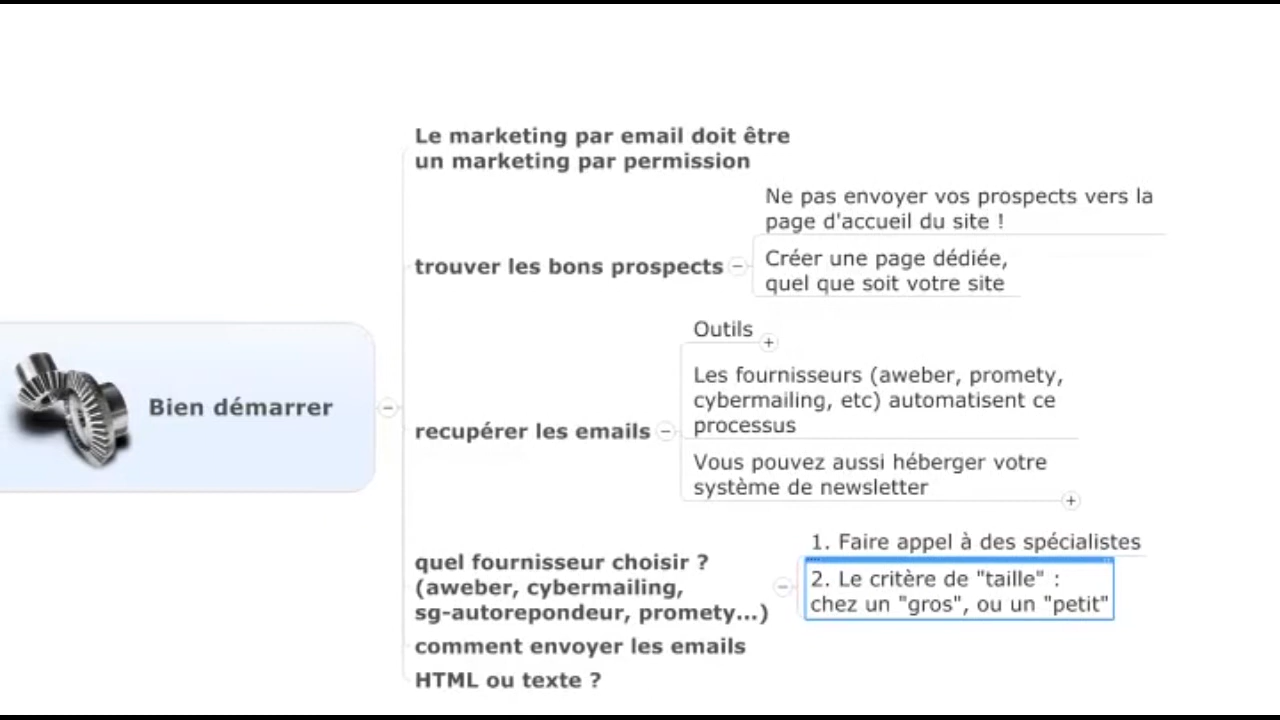 Le marketing par email doit être
un marketing par permission
Ne pas envoyer vos prospects vers la
page d'accueil du site !
trouver les bons prospects
Créer une page dédiée,
quel que soit votre site
Outils
Les fournisseurs (aweber, promety,
cybermailing, etc) automatisent ce
processus
Bien démarrer
recupérer les emails
Vous pouvez aussi héberger votre
système de newsletter
quel fournisseur choisir ?
(aweber, cybermailing,
sg-autorepondeur, promety...)
1. Faire appel à des spécialistes
2. Le critère de "taille" :
chez un "gros", ou un "petit"
comment envoyer les emails
HTML ou texte ?